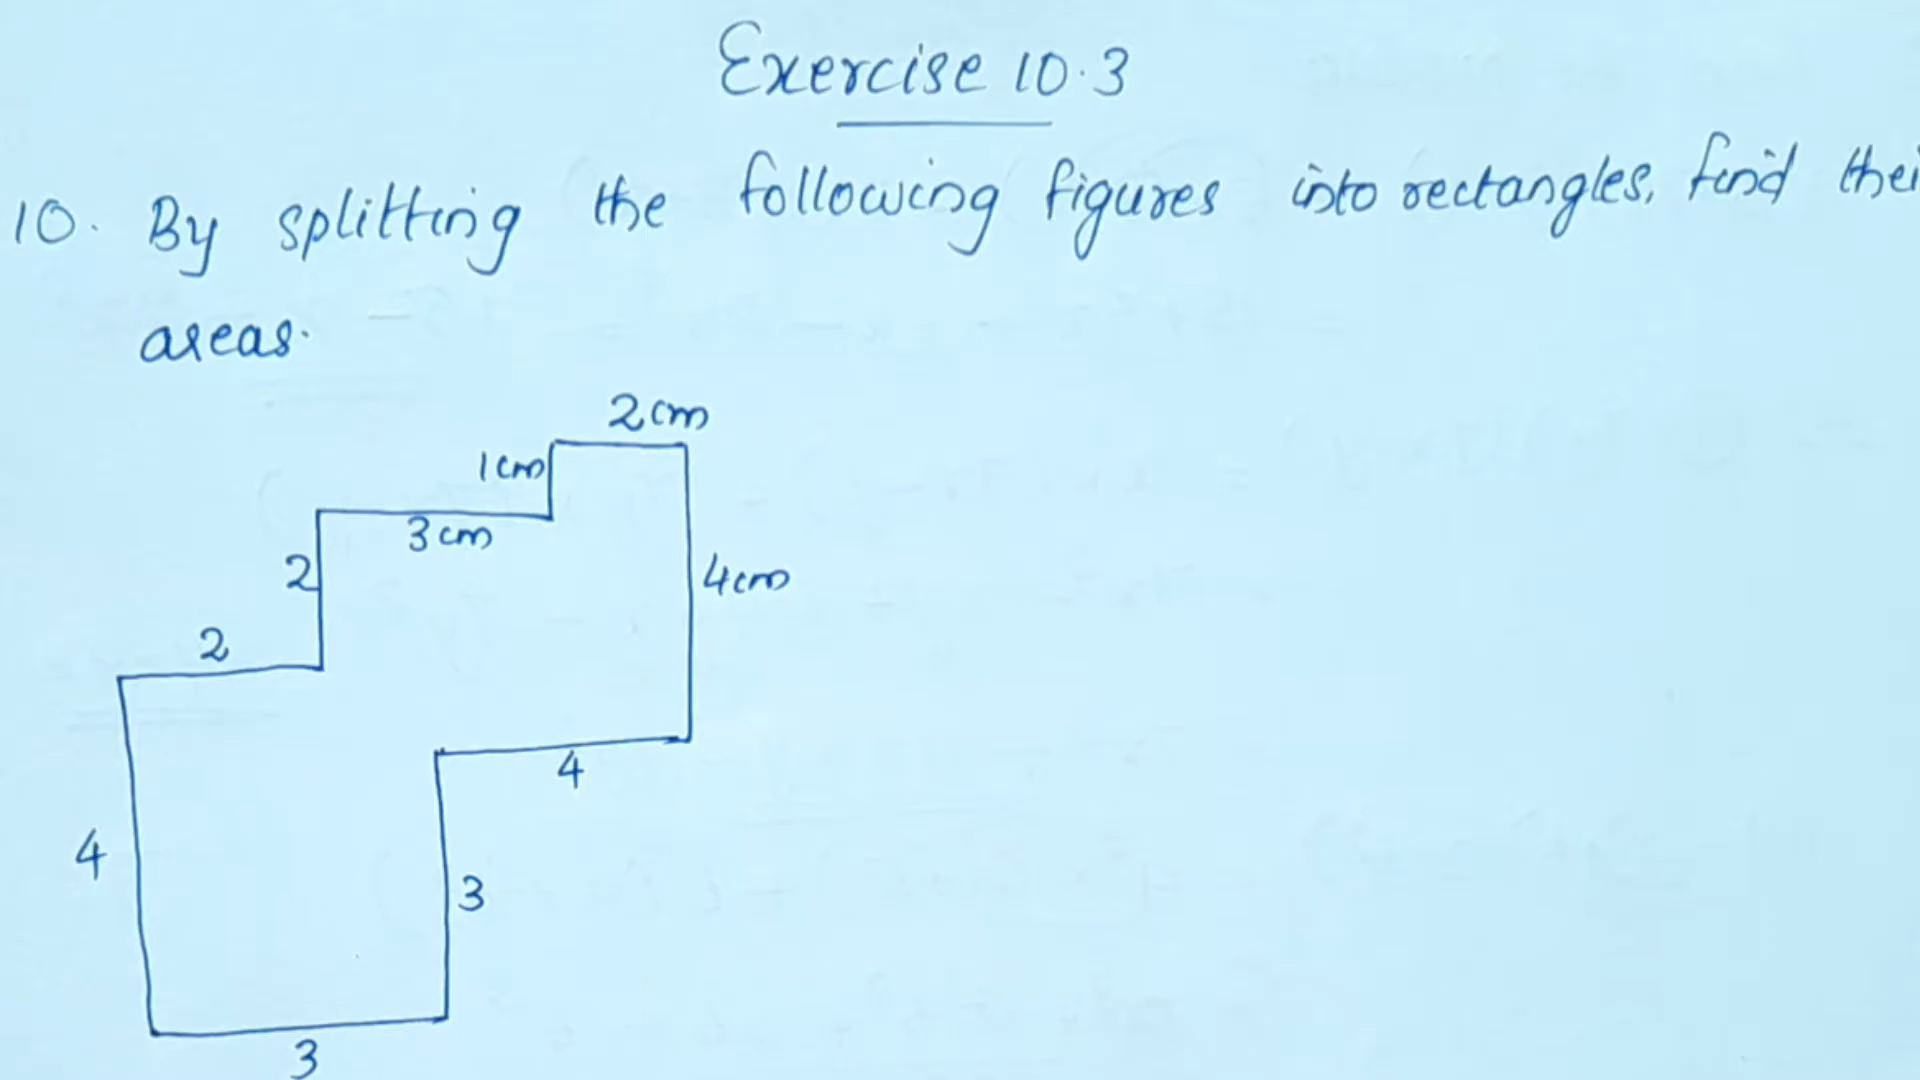 Exercise 10.3
10. By splitting the following figures into rectangles, find thei
areas.
2cm
1cm
3cm
2
4cm
2
4
4
3
3